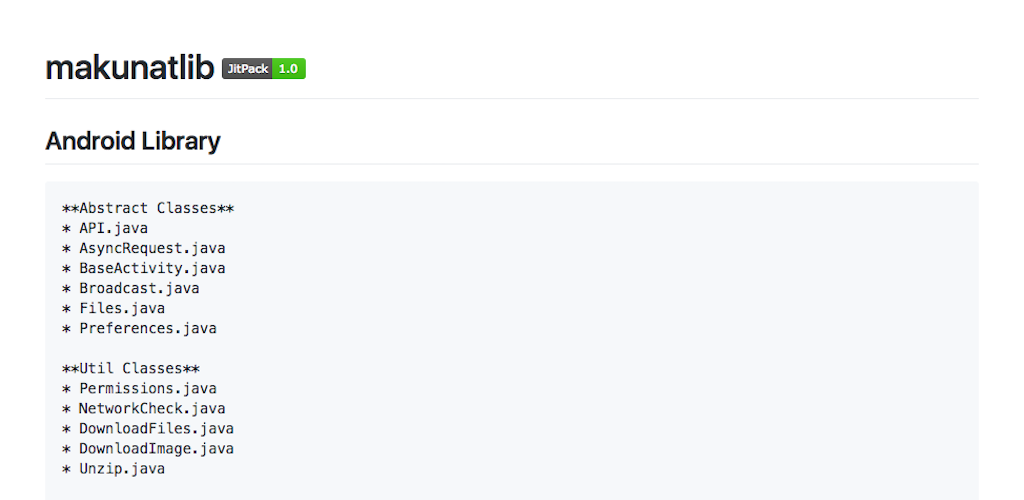 makunatlib JitPack 1.0
Android Library
**Abstract Classes**
* API.java
* AsyncRequest.java
* BaseActivity.java
* Broadcast.java
* Files.java
* Preferences.java
**Util Classes**
* Permissions.java
* NetworkCheck.java
* DownloadFiles.java
* DownloadImage.java
* Unzip.java